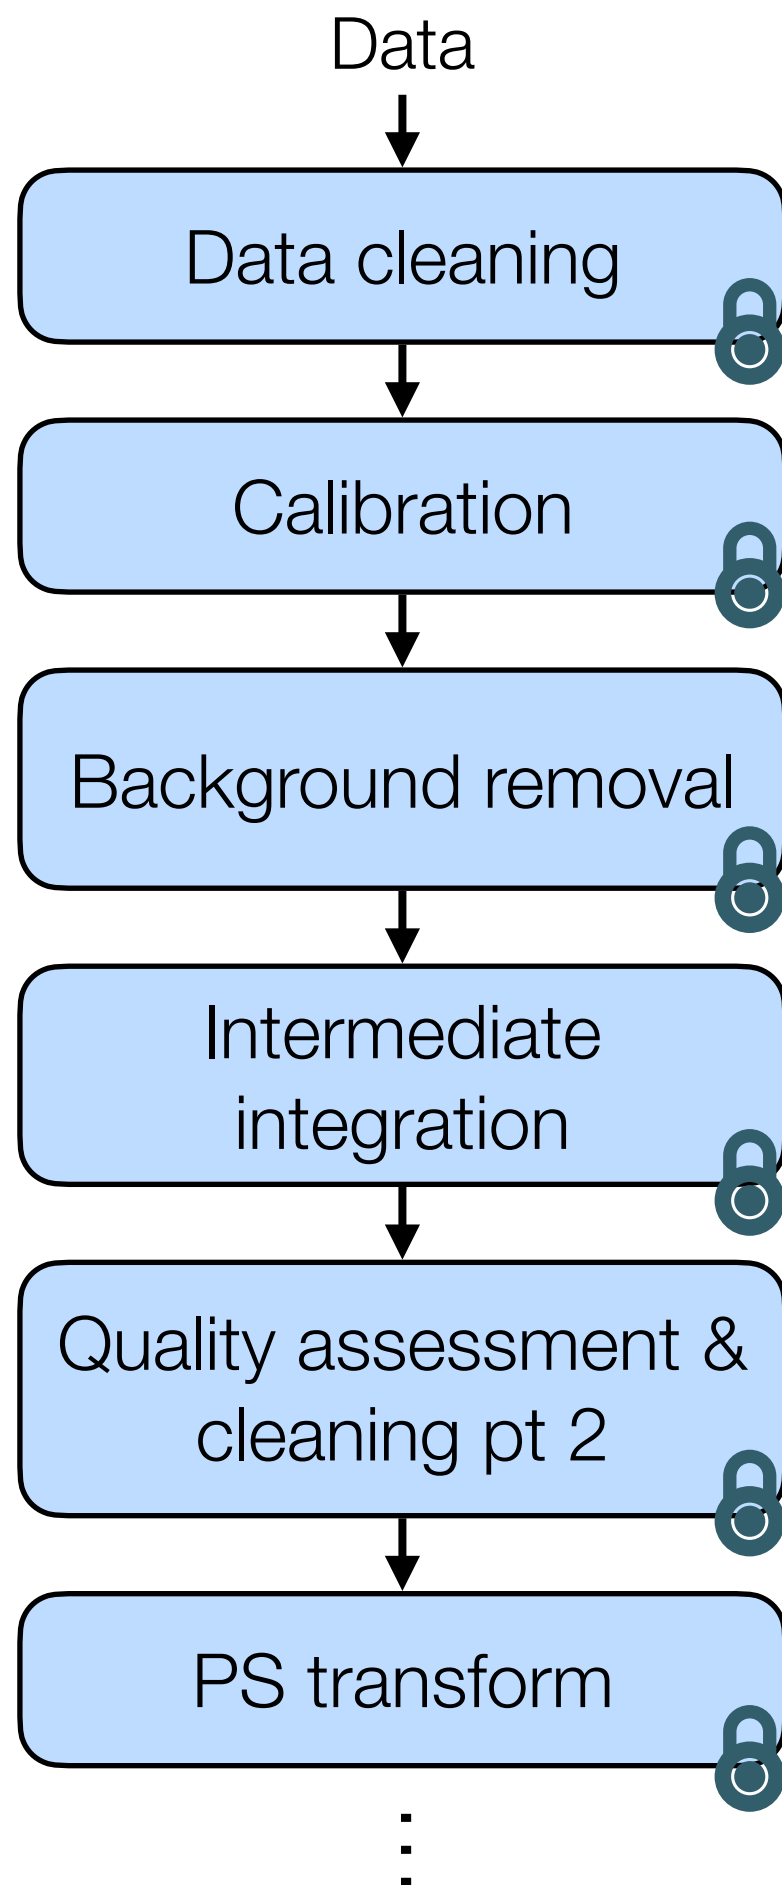 Data
Data cleaning
Calibration
Background removal
Intermediate
integration
Quality assessment &
cleaning pt 2
PS transform